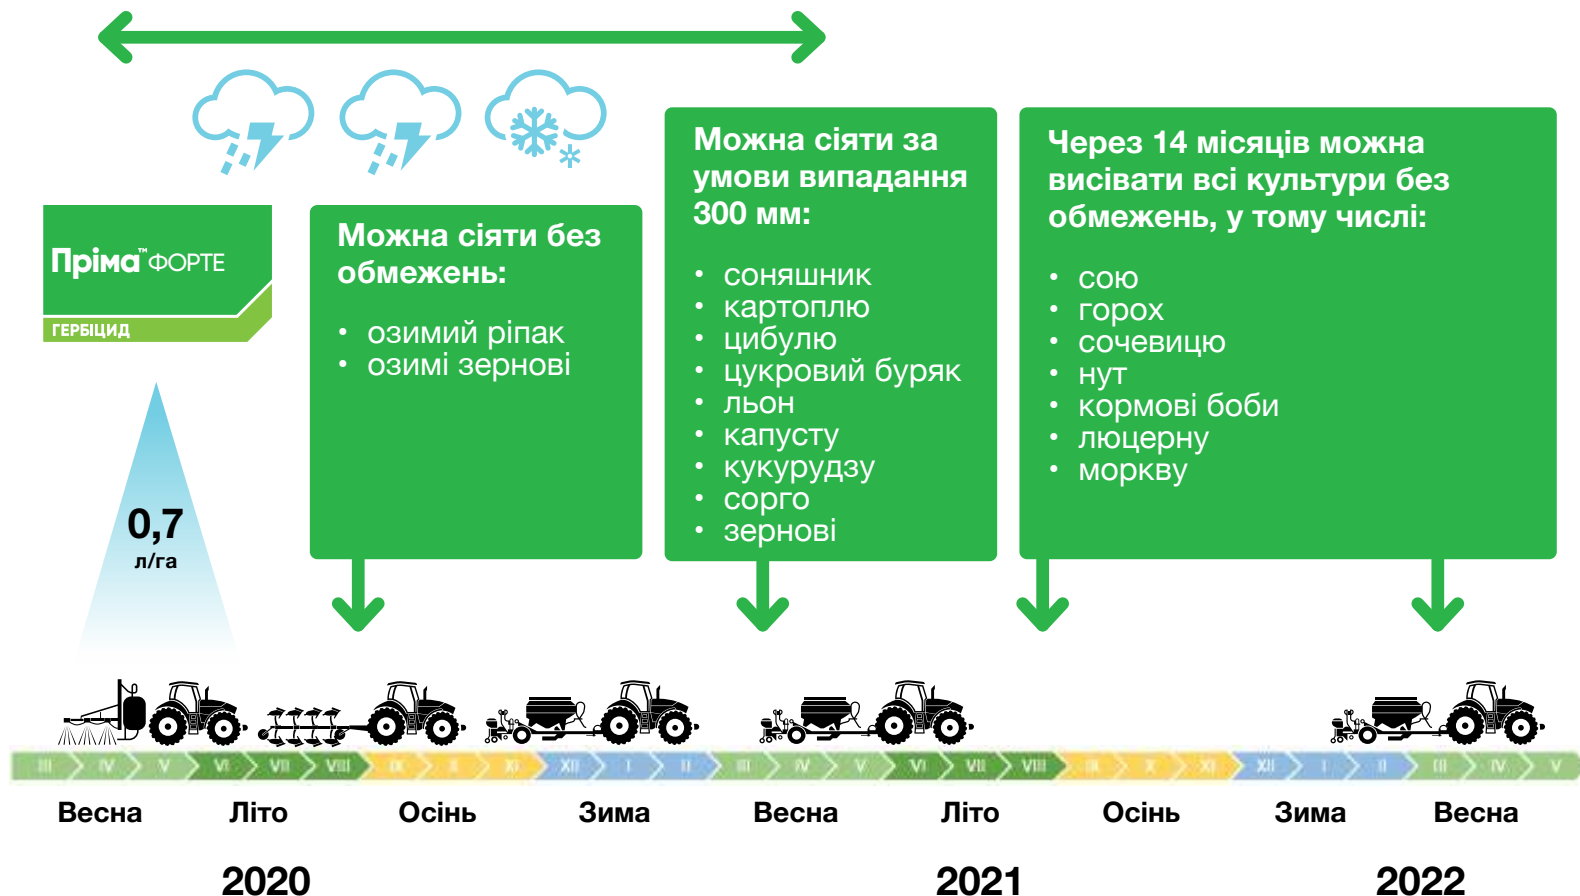 Пріма™ ФОРТЕ
ГЕРБІЦИД
0,7
л/га
Можна сіяти без
обмежень:
• озимий ріпак
• озимі зернові
Можна сіяти за
умови випадання
300 мм:
• соняшник
• картоплю
• цибулю
• цукровий буряк
• льон
• капусту
• кукурудзу
• сорго
• зернові
Через 14 місяців можна
висівати всі культури без
обмежень, у тому числі:
• сою
• горох
• сочевицю
• нут
• кормові боби
• люцерну
• моркву
III IV V VI VII VIII IX X XI XII I II III IV V VI VII VIII IX X XI XII I II III IV V
Весна Літо Осінь Зима Весна Літо Осінь Зима Весна
2020 2021 2022